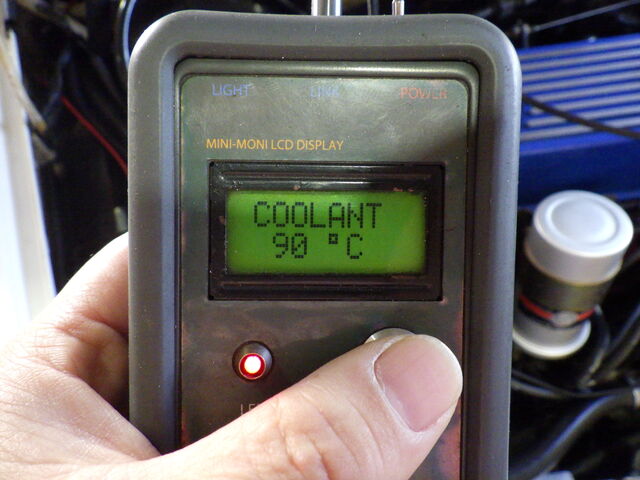 LIGHT LINK POWER
MINI-MONI LCD DISPLAY
COOLANT
90 °C